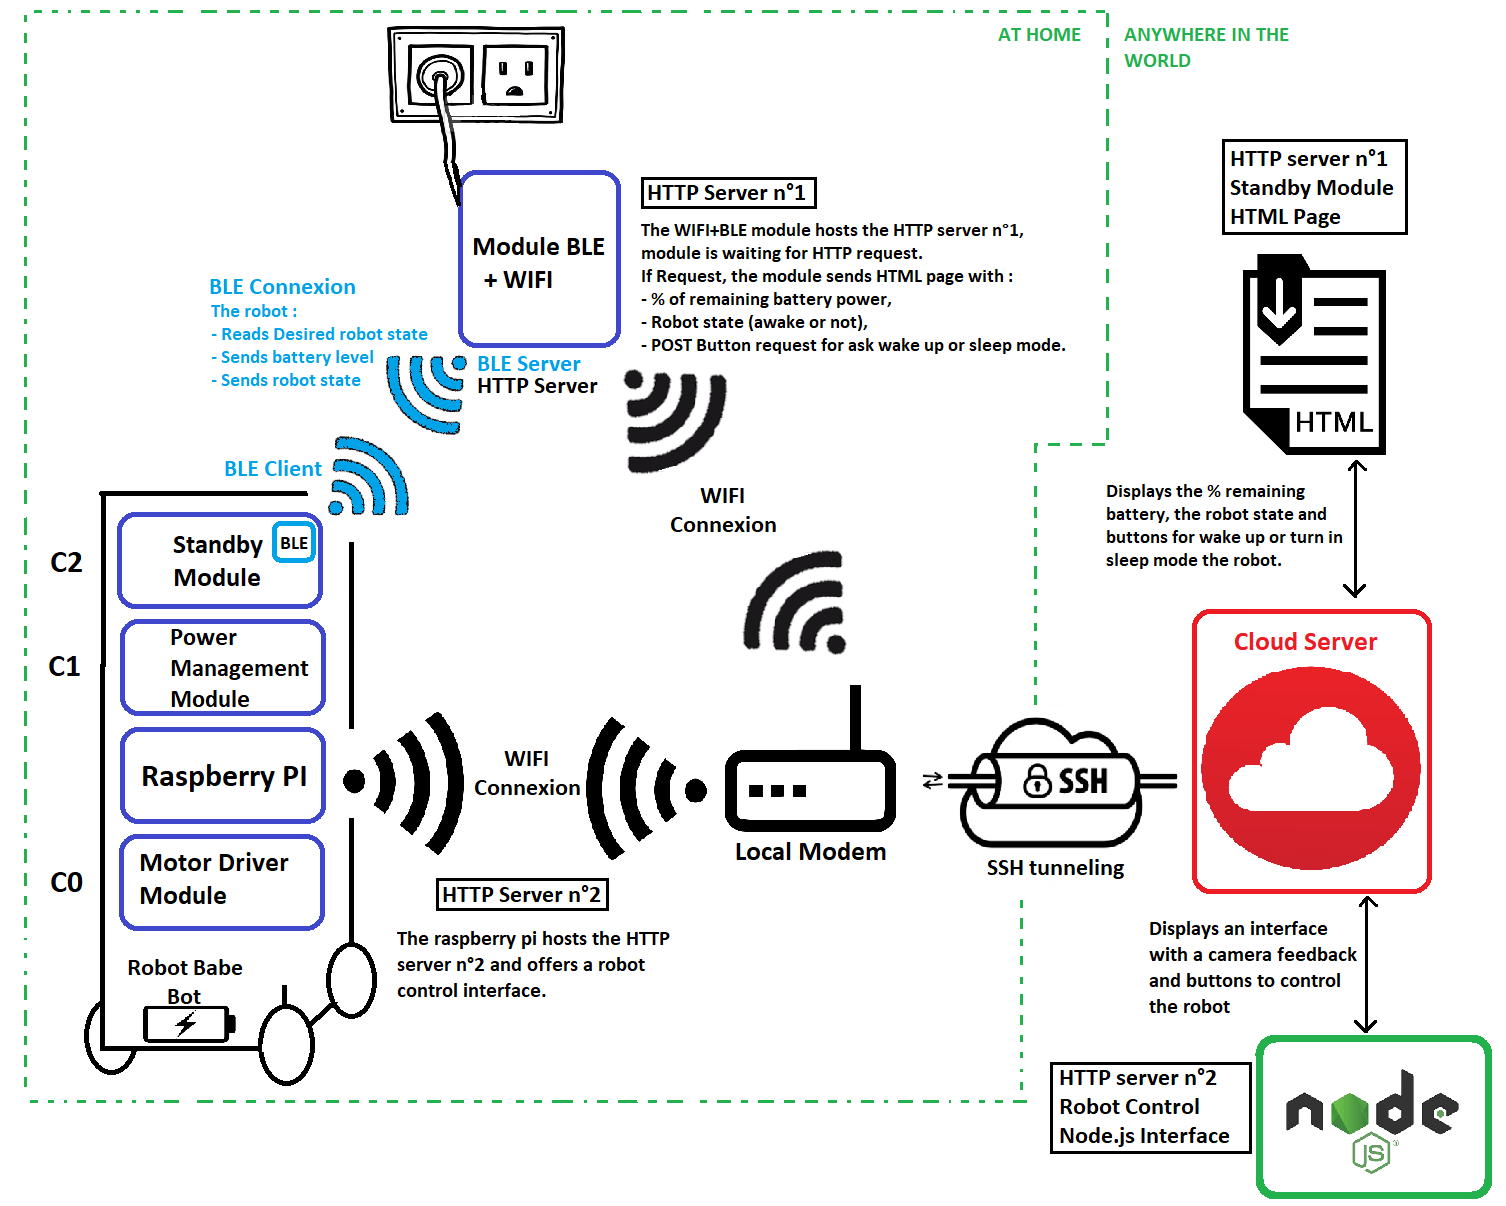 AT HOME
ANYWHERE IN THE
WORLD
HTTP server n°1
Standby Module
HTML Page
HTTP Server n°1
The WIFI+BLE module hosts the HTTP server n°1,
module is waiting for HTTP request.
If Request, the module sends HTML page with :
- % of remaining battery power,
- Robot state (awake or not),
- POST Button request for ask wake up or sleep mode.
Module BLE
+ WIFI
BLE Connexion
The robot :
- Reads Desired robot state
- Sends battery level
- Sends robot state
BLE Server
HTTP Server
HTML
BLE Client
WIFI
Connexion
Displays the % remaining
battery, the robot state and
buttons for wake up or turn in
sleep mode the robot.
C2
Standby
Module
BLE
C1
Power
Management
Module
Raspberry PI
C0
Motor Driver
Module
Robot Babe
Bot
WIFI
Connexion
Local Modem
SSH
SSH tunneling
Cloud Server
HTTP Server n°2
The raspberry pi hosts the HTTP
server n°2 and offers a robot
control interface.
Displays an interface
with a camera feedback
and buttons to control
the robot
HTTP server n°2
Robot Control
Node.js Interface
node
JS